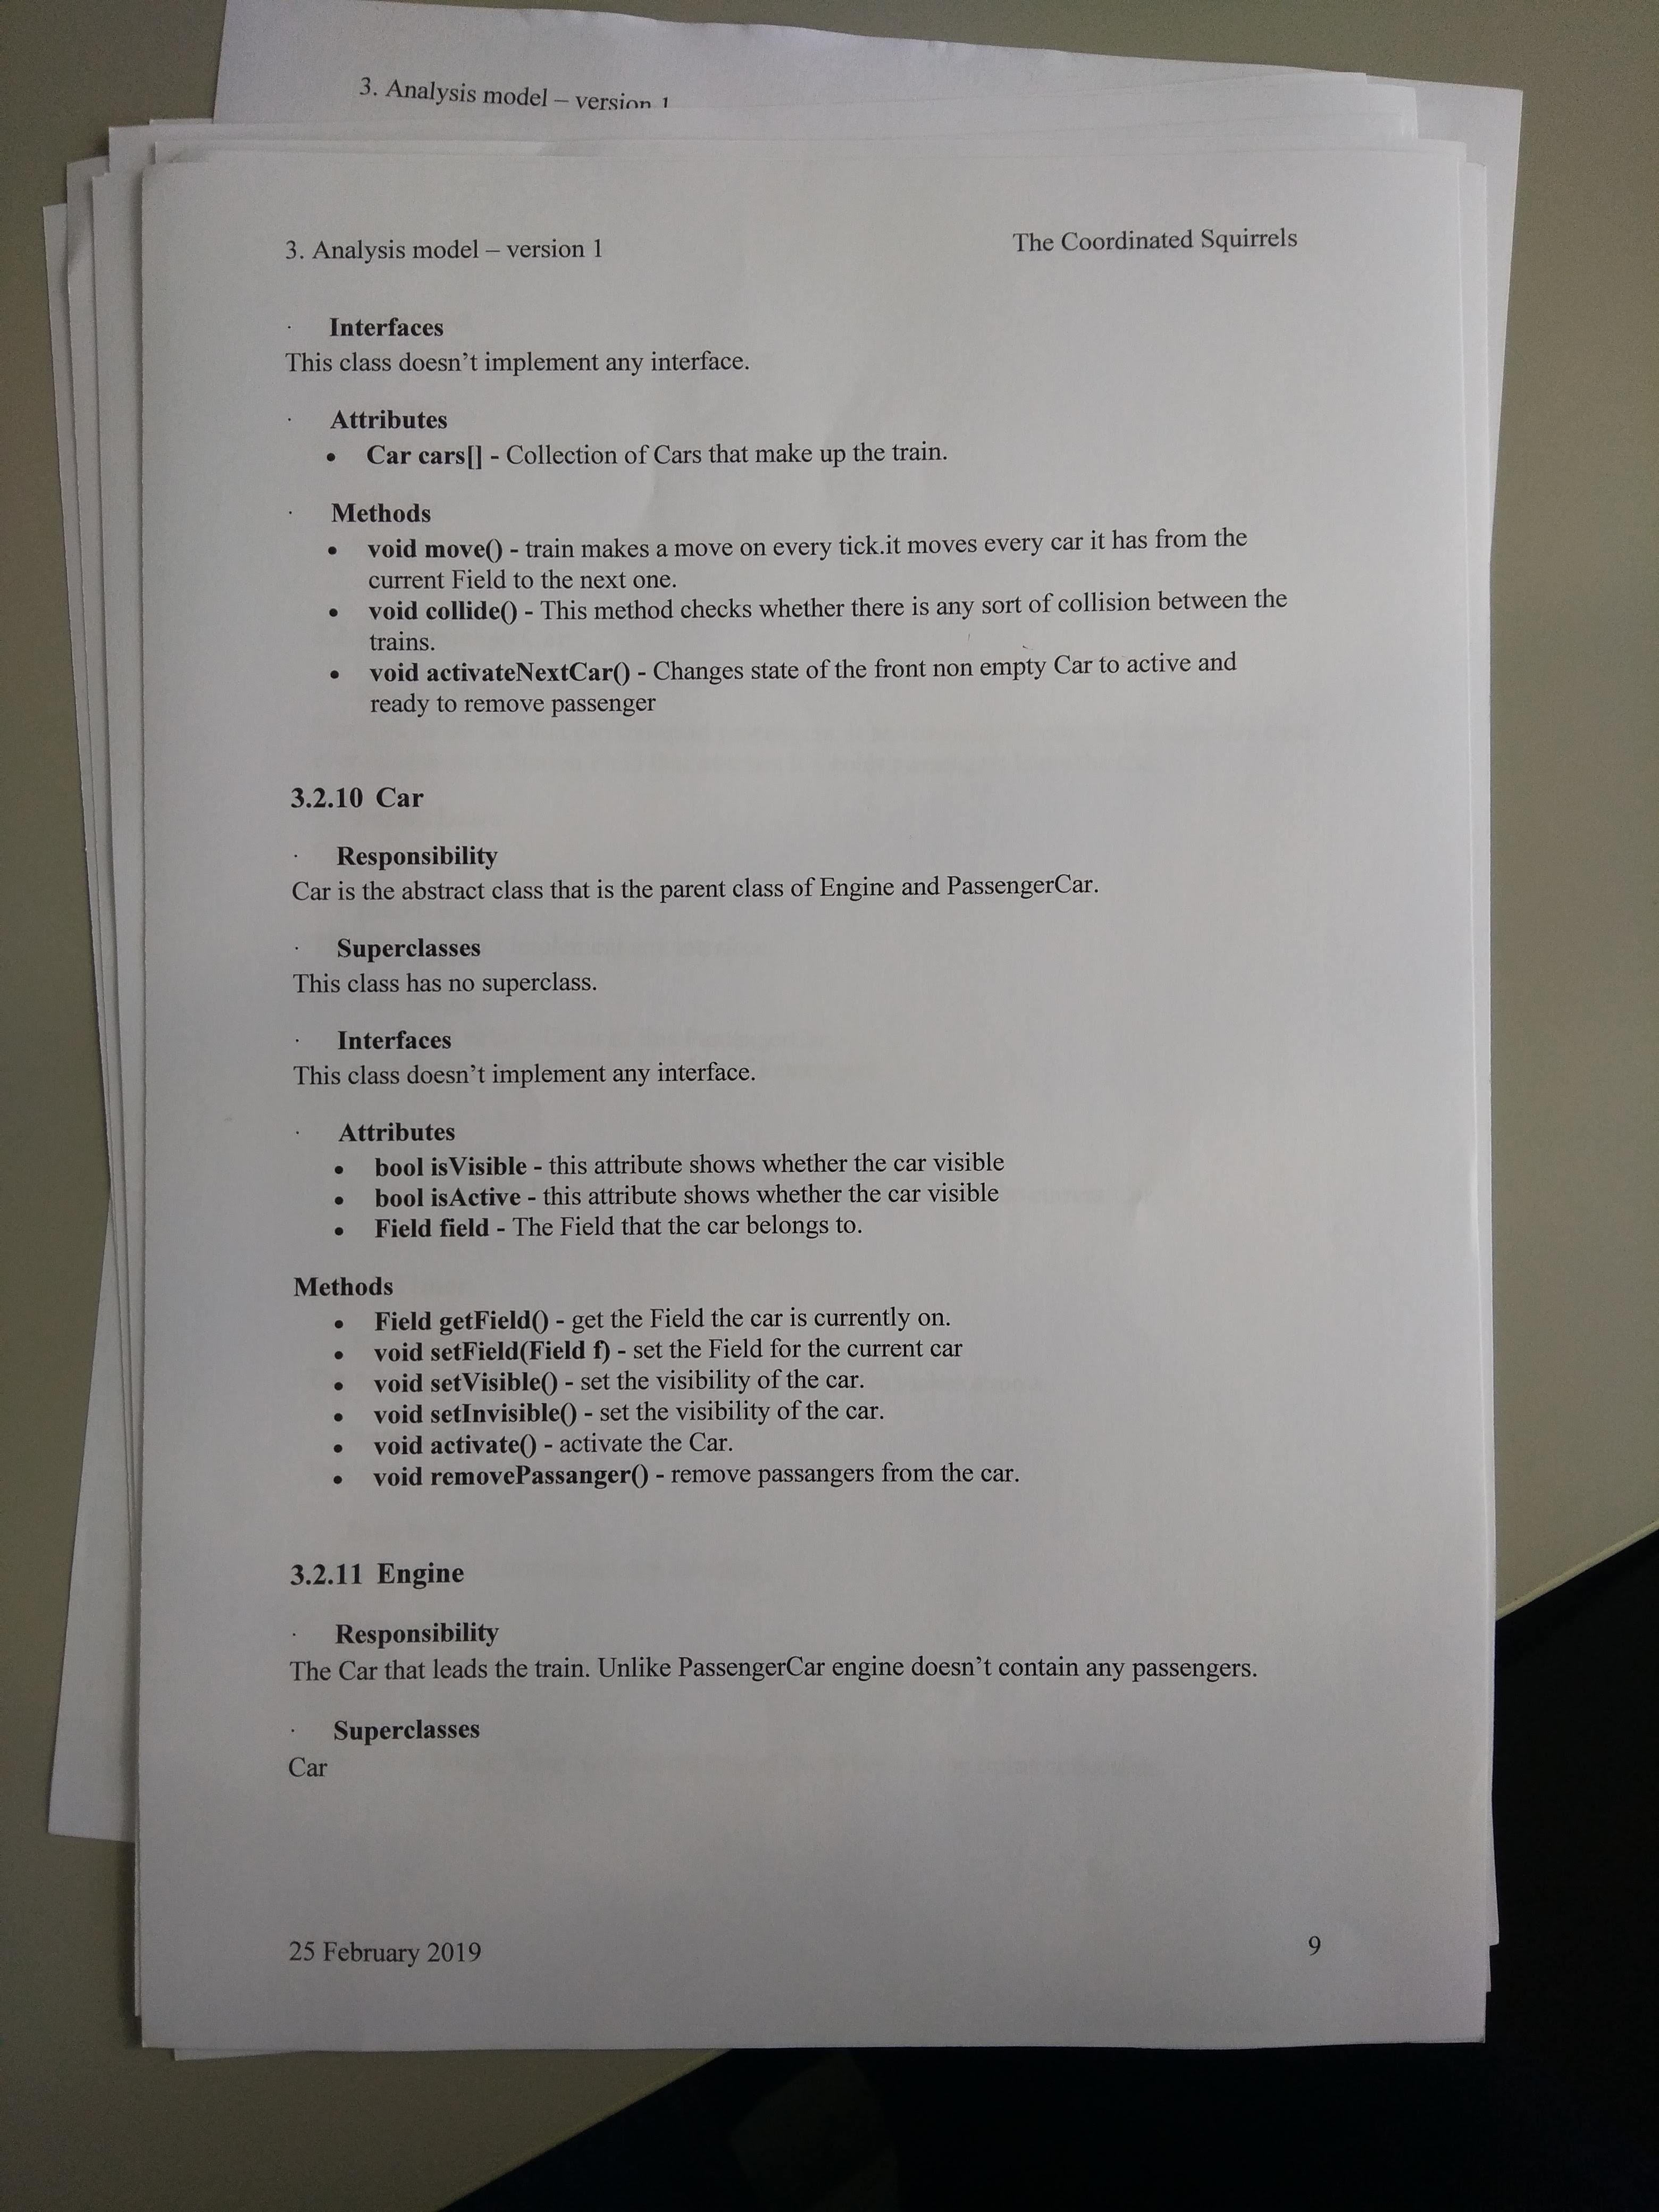 3. Analysis model – version 1
3. Analysis model – version 1
The Coordinated Squirrels
· Interfaces
This class doesn’t implement any interface.
· Attributes
• Car cars[] - Collection of Cars that make up the train.
· Methods
• void move() - train makes a move on every tick.it moves every car it has from the
current Field to the next one.
• void collide() - This method checks whether there is any sort of collision between the
trains.
• void activateNextCar() - Changes state of the front non empty Car to active and
ready to remove passenger
3.2.10 Car
· Responsibility
Car is the abstract class that is the parent class of Engine and PassengerCar.
· Superclasses
This class has no superclass.
· Interfaces
This class doesn’t implement any interface.
· Attributes
• bool isVisible - this attribute shows whether the car visible
• bool isActive - this attribute shows whether the car visible
• Field field - The Field that the car belongs to.
Methods
• Field getField() - get the Field the car is currently on.
• void setField(Field f) - set the Field for the current car
• void setVisible() - set the visibility of the car.
• void setInvisible() - set the visibility of the car.
• void activate() - activate the Car.
• void removePassanger() - remove passangers from the car.
3.2.11 Engine
· Responsibility
The Car that leads the train. Unlike PassengerCar engine doesn’t contain any passengers.
· Superclasses
Car
25 February 2019
9